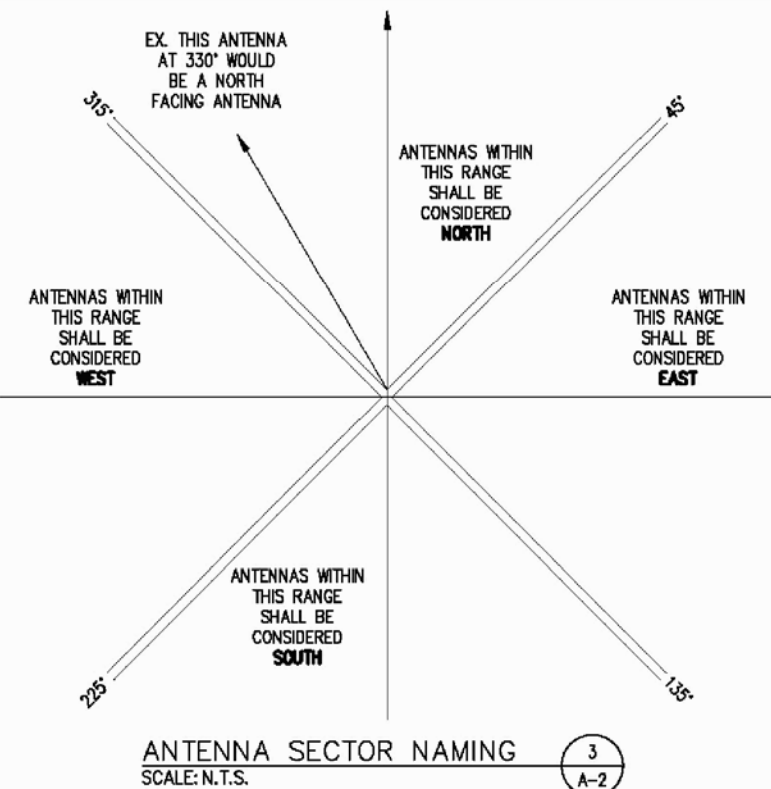 EX. THIS ANTENNA
AT 330° WOULD
BE A NORTH
FACING ANTENNA
315°
45°
ANTENNAS WITHIN
THIS RANGE
SHALL BE
CONSIDERED
NORTH
ANTENNAS WITHIN
THIS RANGE
SHALL BE
CONSIDERED
WEST
ANTENNAS WITHIN
THIS RANGE
SHALL BE
CONSIDERED
EAST
ANTENNAS WITHIN
THIS RANGE
SHALL BE
CONSIDERED
SOUTH
225°
135°
ANTENNA SECTOR NAMING
SCALE: N.T.S.
3
A-2